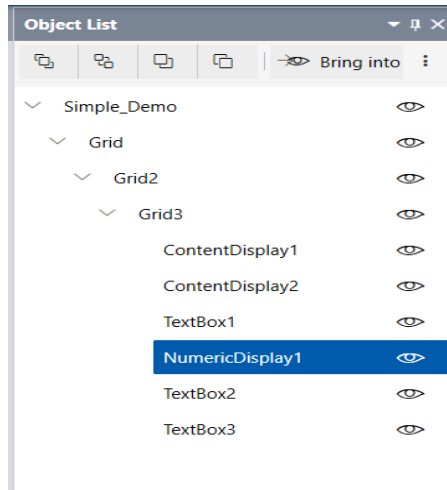 Object List
Bring into
Simple_Demo
Grid
Grid2
Grid3
ContentDisplay1
ContentDisplay2
TextBox1
NumericDisplay1
TextBox2
TextBox3